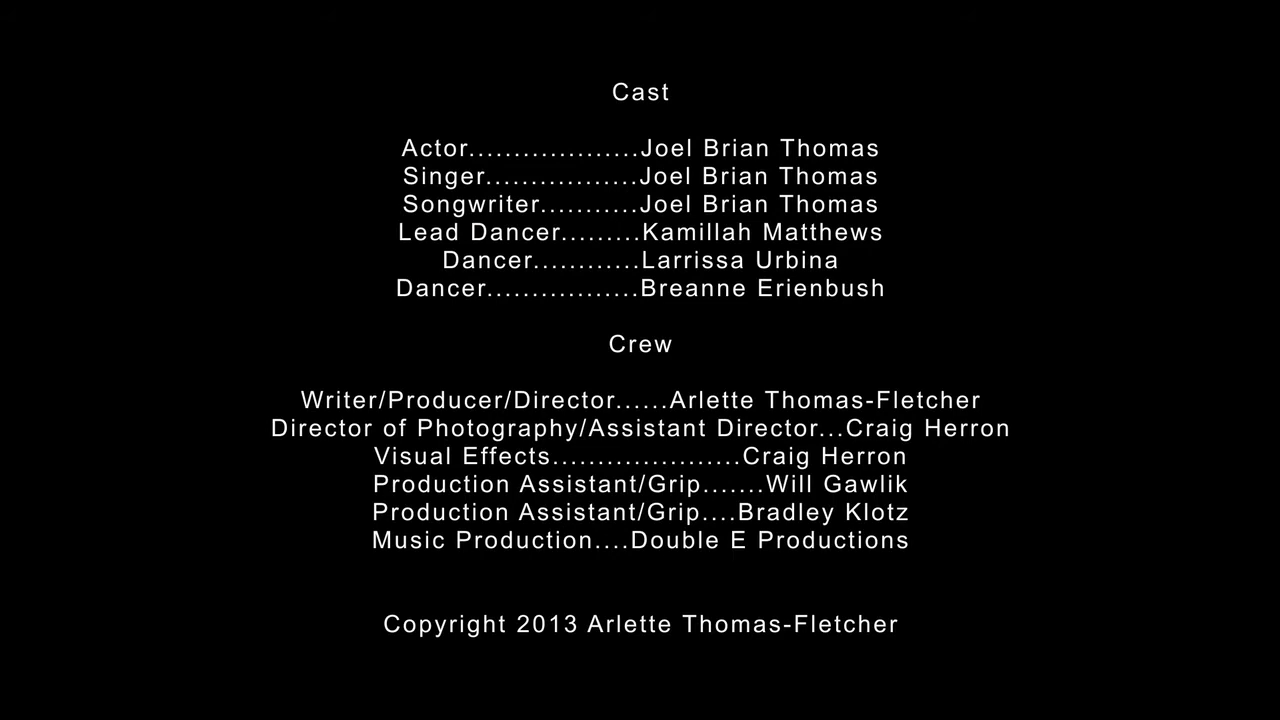 Cast
Actor...................Joel Brian Thomas
Singer.................Joel Brian Thomas
Songwriter...........Joel Brian Thomas
Lead Dancer.........Kamillah Matthews
Dancer............Larrissa Urbina
Dancer.................Breanne Erienbush
Crew
Writer/Producer/Director......Arlette Thomas-Fletcher
Director of Photography/Assistant Director...Craig Herron
Visual Effects.....................Craig Herron
Production Assistant/Grip.......Will Gawlik
Production Assistant/Grip....Bradley Klotz
Music Production....Double E Productions
Copyright 2013 Arlette Thomas-Fletcher